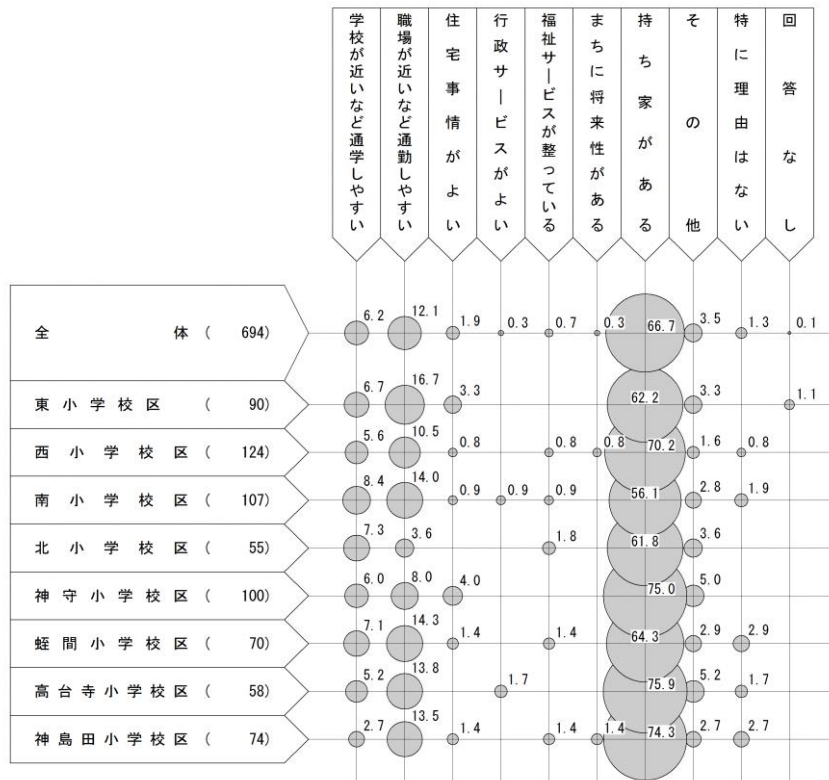 学校が近いなど通学しやすい
職場が近いなど通勤しやすい
住宅事情がよい
行政サービスがよい
福祉サービスが整っている
まちに将来性がある
持ち家がある
その他
特に理由はない
回答なし
全体( 694) 6.2 12.1 1.9 0.3 0.7 0.3 66.7 3.5 1.3 0.1
東小学校区( 90) 6.7 16.7 3.3 62.2 3.3 1.1
西小学校区( 124) 5.6 10.5 0.8 0.8 0.8 70.2 1.6 0.8
南小学校区( 107) 8.4 14.0 0.9 0.9 0.9 56.1 2.8 1.9
北小学校区( 55) 7.3 3.6 1.8 61.8 3.6
神守小学校区( 100) 6.0 8.0 4.0 75.0 5.0
蛭間小学校区( 70) 7.1 14.3 1.4 1.4 64.3 2.9 2.9
高台寺小学校区( 58) 5.2 13.8 1.7 75.9 5.2 1.7
神島田小学校区( 74) 2.7 13.5 1.4 1.4 1.4 74.3 2.7 2.7